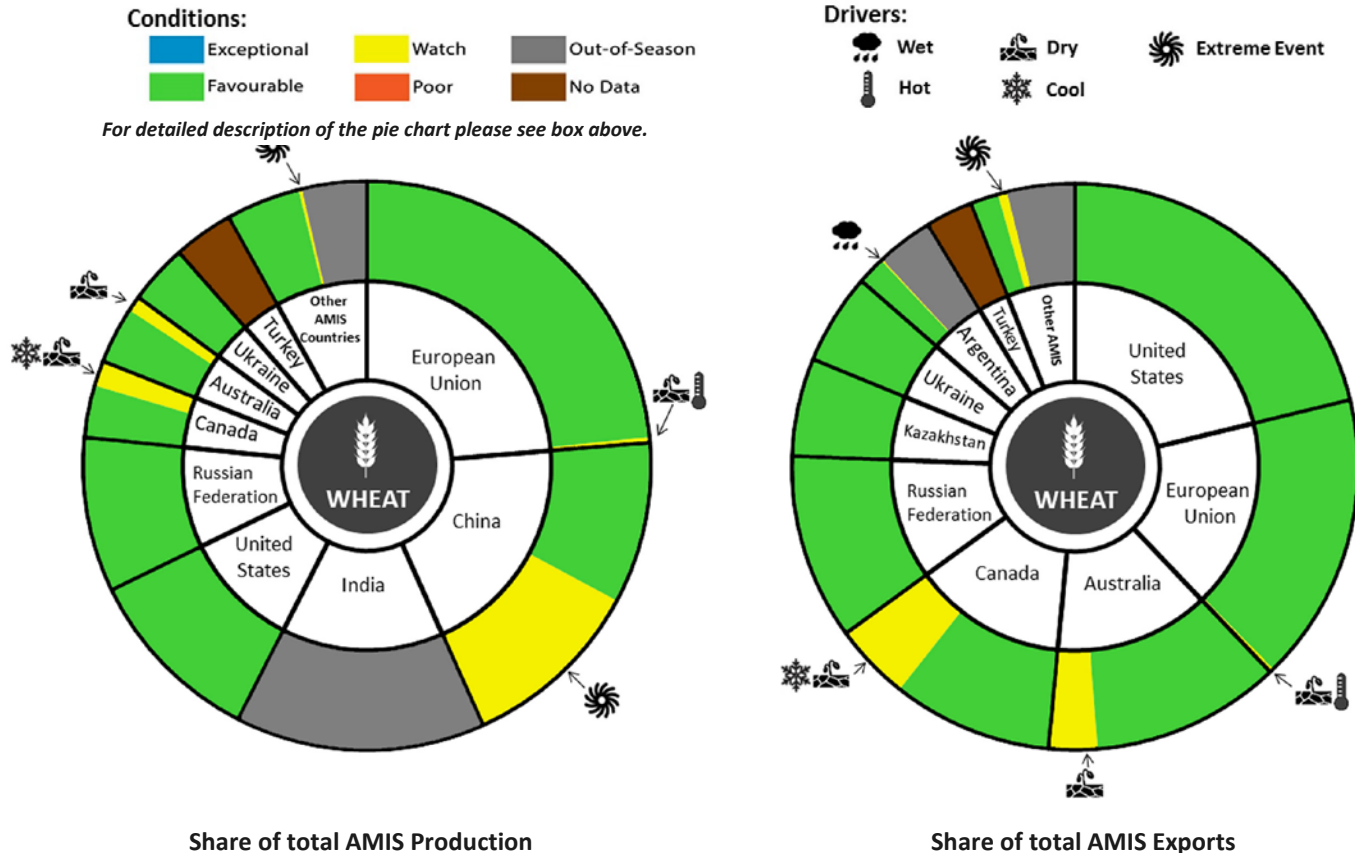 Conditions:
Exceptional
Watch
Out-of-Season
Favourable
Poor
No Data
For detailed description of the pie chart please see box above.
Drivers:
Wet
Dry
Extreme Event
Hot
Cool
Other
AMIS
Countries
European
Union
China
India
United
States
Russian
Federation
Canada
Australia
Ukraine
Turkey
WHEAT
Share of total AMIS Production
United
States
European
Union
Australia
Canada
Russian
Federation
Kazakhstan
Ukraine
Argentina
Turkey
Other AMIS
WHEAT
Share of total AMIS Exports